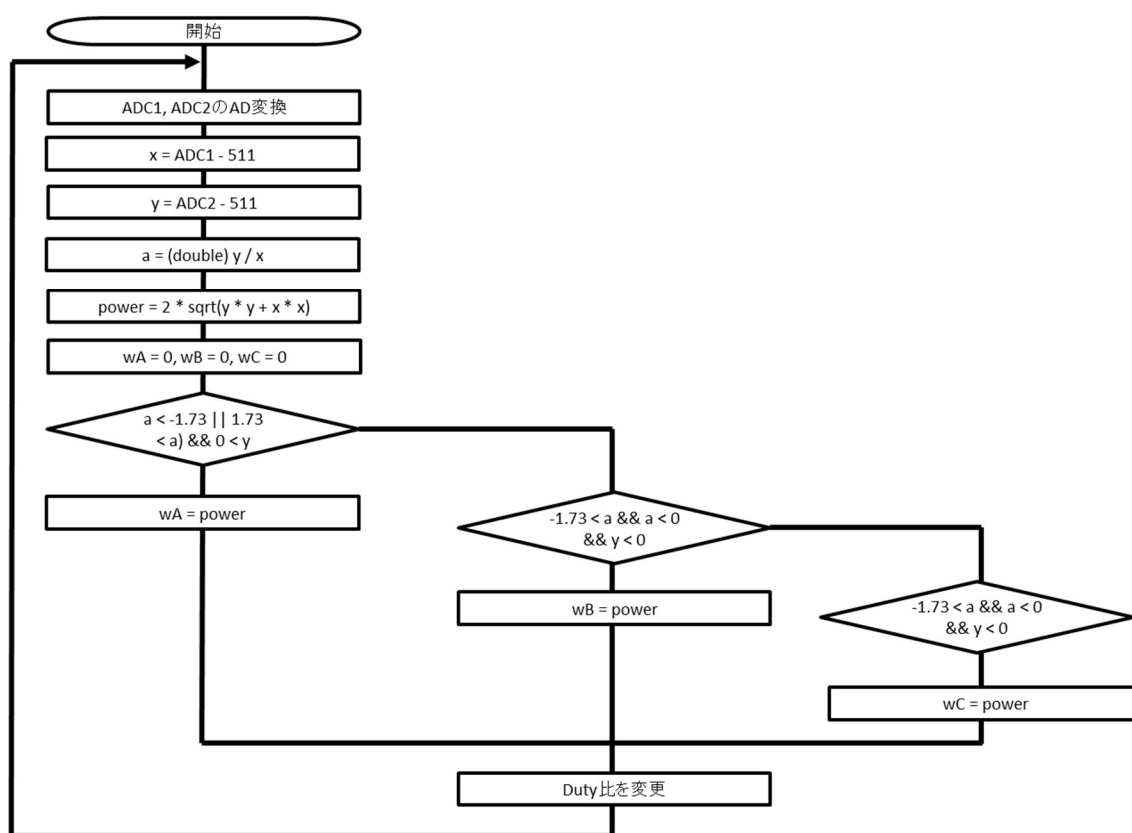 開始
ADC1, ADC2のAD変換
x = ADC1 - 511
y = ADC2 - 511
a = (double) y / x
power = 2 * sqrt(y * y + x * x)
wA = 0, wB = 0, wC = 0
a < -1.73 || 1.73
< a) && 0 < y
wA = power
-1.73 < a && a < 0
&& y < 0
wB = power
-1.73 < a && a < 0
&& y < 0
wC = power
Duty比を変更